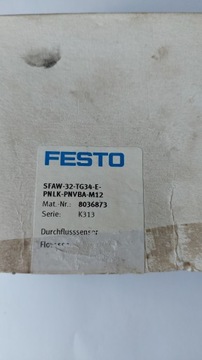 FESTO
SFAW-32-TG34-E-
PNLK-PNVBA-M12
Mat.-Nr.: 8036873
Serie: K313
Durchflusssensor